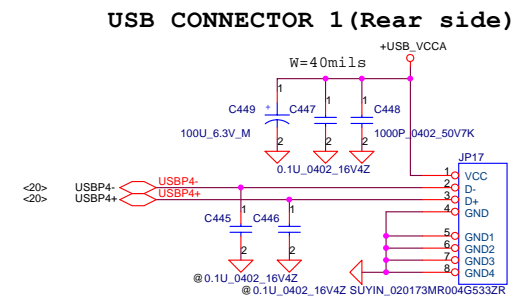 USB CONNECTOR 1(Rear side)
+USB_VCCA
W=40mils
1
1
1
C449
+
C447
C448
100U_6.3V_M
1000P_0402_50V7K
2
2
2
0.1U_0402_16V4Z
JP17
1 VCC
<20> USBP4- USBP4- 2 D-
<20> USBP4+ USBP4+ 3 D+
4 GND
1
1
C445
C446
5 GND1
6 GND2
7 GND3
8 GND4
2
2
@0.1U_0402_16V4Z
@0.1U_0402_16V4Z
SUYIN_020173MR004G533ZR